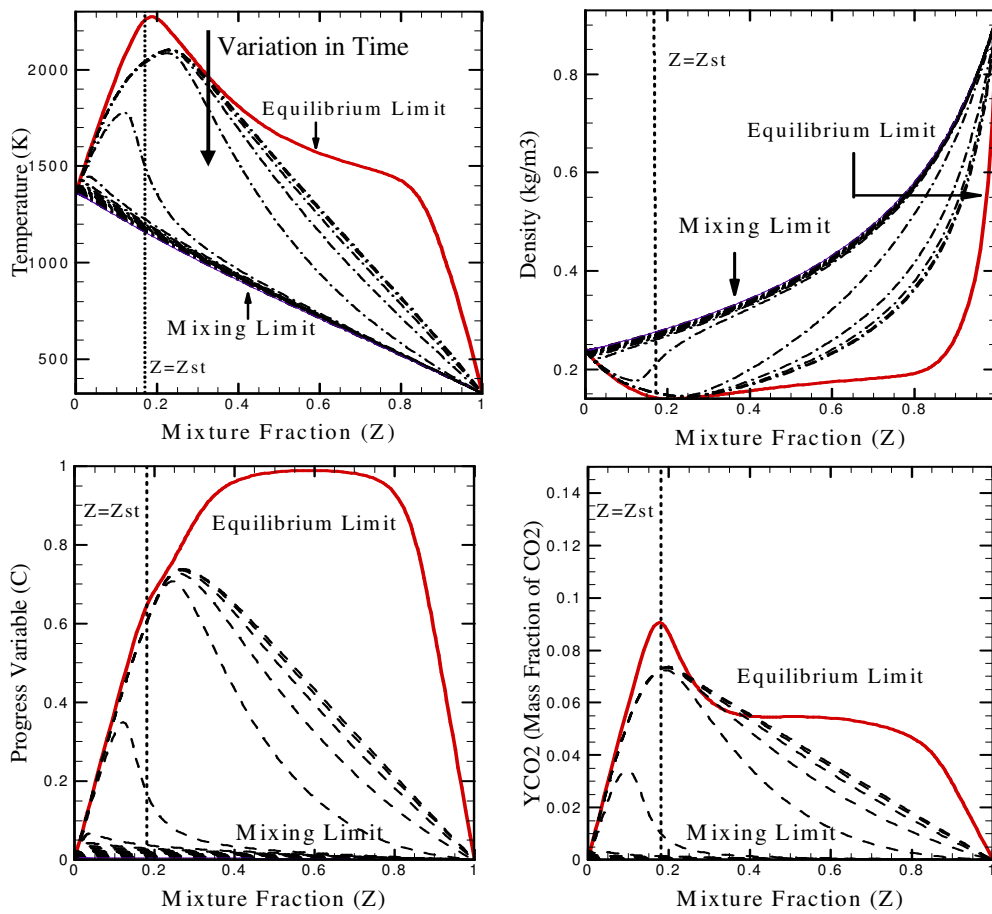 Variation in Time
Equilibrium Limit
Mixing Limit
Z=Zst
Temperature (K)
2000
1500
1000
500
0
0.2
0.4
0.6
0.8
1
Mixture Fraction (Z)
Z=Zst
Equilibrium Limit
Mixing Limit
Density (kg/m3)
0.8
0.6
0.4
0.2
0
0.2
0.4
0.6
0.8
Mixture Fraction (Z)
Z=Zst
Equilibrium Limit
Mixing Limit
Progress Variable (C)
1
0.8
0.6
0.4
0.2
0
0
0.2
0.4
0.6
0.8
1
Mixture Fraction (Z)
Z=Zst
Equilibrium Limit
Mixing Limit
YCO2 (Mass Fraction of CO2)
0.14
0.12
0.1
0.08
0.06
0.04
0.02
0
0
0.2
0.4
0.6
0.8
1
Mixture Fraction (Z)